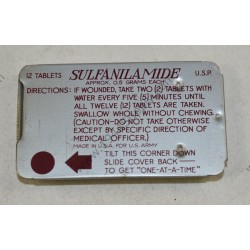 12 TABLETS SULFANILAMIDE U.S.P.
APPROX. 0.5 GRAMS EACH
DIRECTIONS: IF WOUNDED, TAKE TWO (2) TABLETS WITH
WATER EVERY FIVE (5) MINUTES UNTIL
ALL TWELVE (12) TABLETS ARE TAKEN.
SWALLOW WHOLE WITHOUT CHEWING.
(CAUTION-DO NOT TAKE OTHERWISE
EXCEPT BY SPECIFIC DIRECTION OF
MEDICAL OFFICER.)
MADE IN U.S.A. FOR U.S. ARMY
TILT THIS CORNER DOWN
SLIDE COVER BACK
TO GET "ONE-AT-A-TIME"